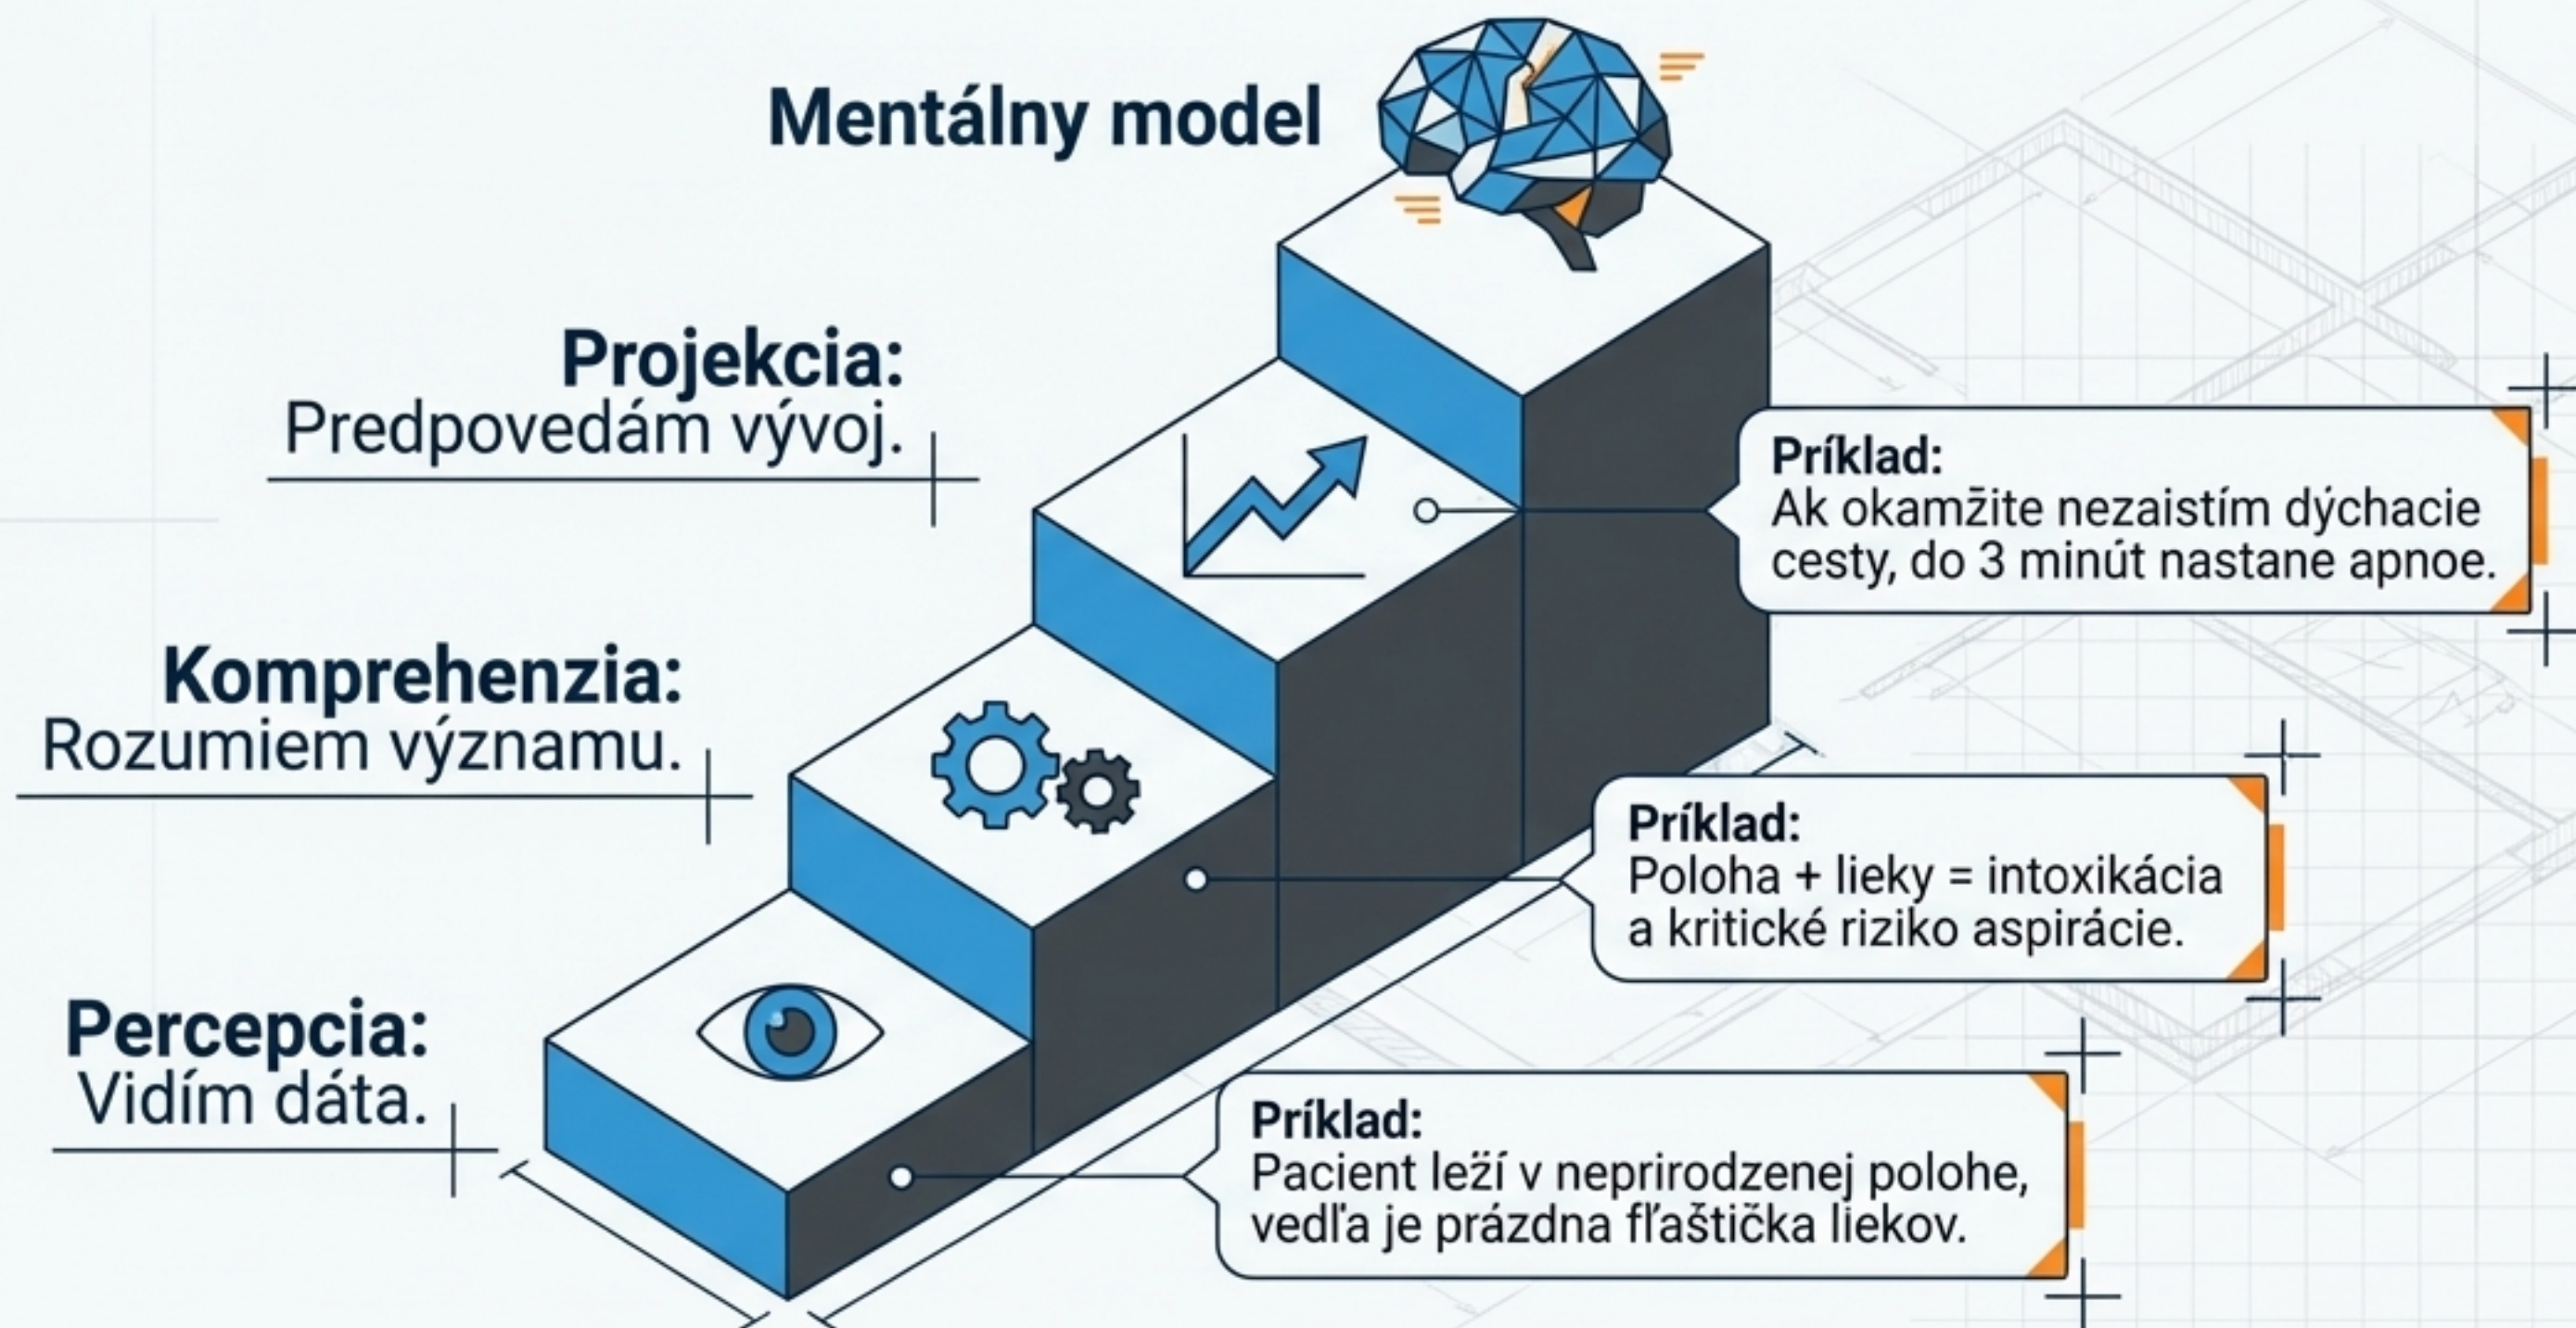 Mentálny model
Projekcia:
Predpovedám vývoj.
Príklad:
Ak okamžite nezaistím dýchacie
cesty, do 3 minút nastane apnoe.
Komprehenzia:
Rozumiem významu.
Príklad:
Poloha + lieky = intoxikácia
a kritické riziko aspirácie.
Percepcia:
Vidím dáta.
Príklad:
Pacient leží v neprirodzenej polohe,
vedľa je prázdna fľaštička liekov.